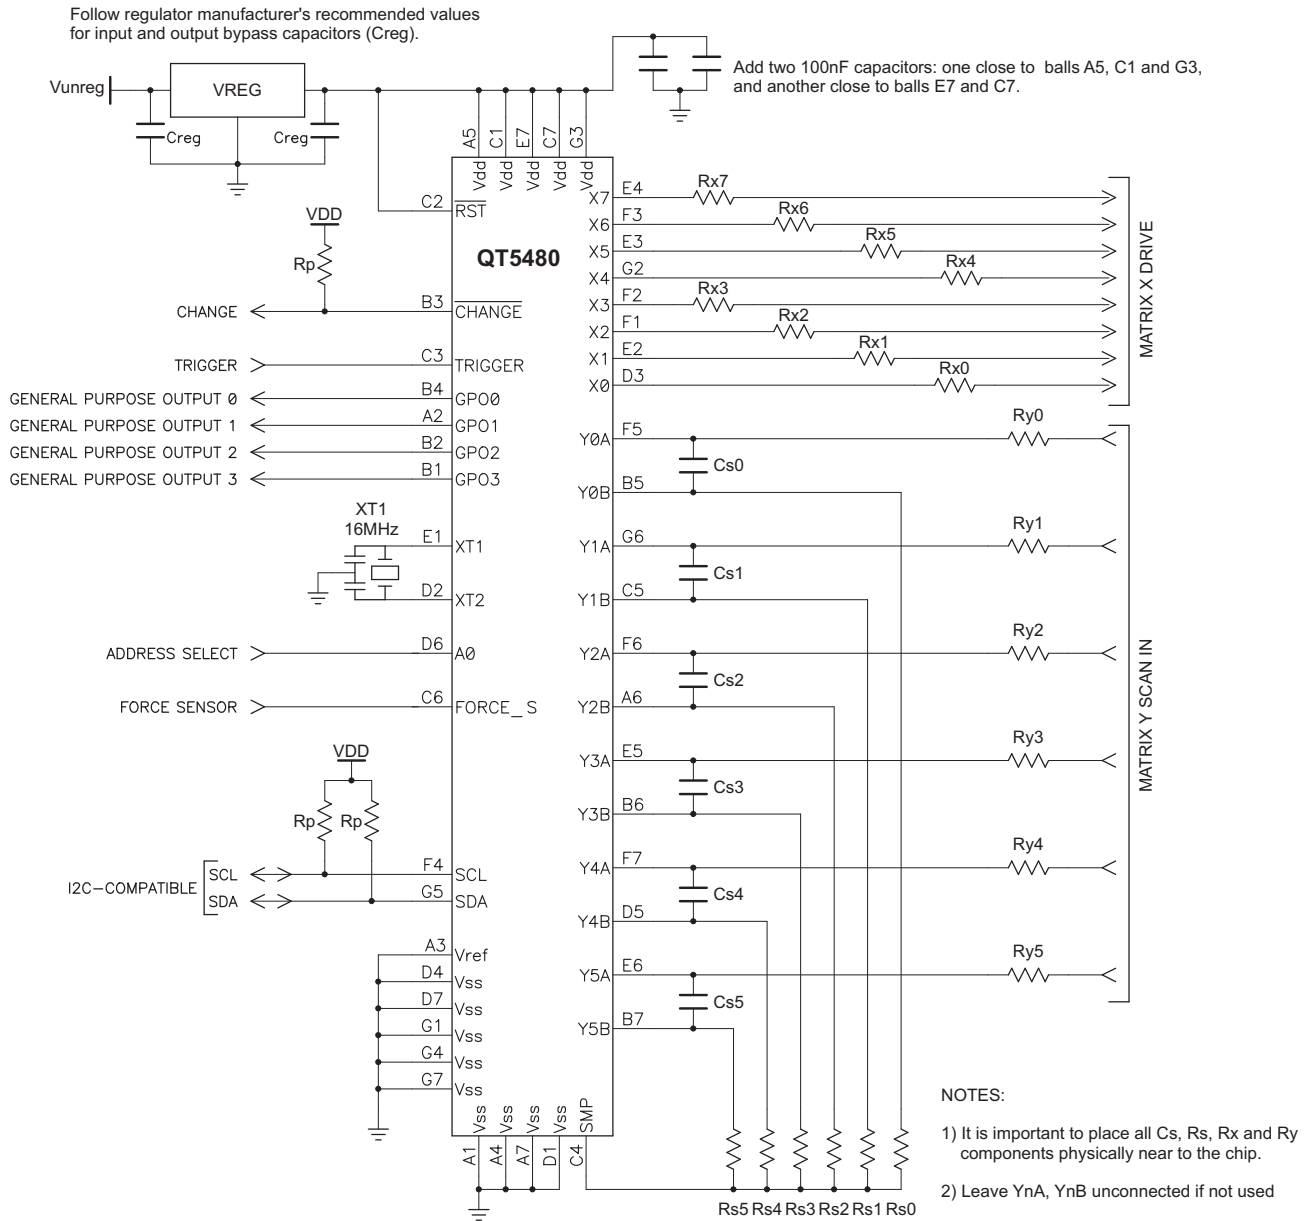 Follow regulator manufacturer's recommended values
for input and output bypass capacitors (Creg).
Vunreg
VREG
Creg
Creg
Add two 100nF capacitors: one close to balls A5, C1 and G3,
and another close to balls E7 and C7.
A5 C1 E7 C7 G3
Vdd Vdd Vdd Vdd Vdd
QT5480
C2 RST
VDD
Rp
CHANGE B3 CHANGE
TRIGGER C3 TRIGGER
GENERAL PURPOSE OUTPUT 0 B4 GPO0
GENERAL PURPOSE OUTPUT 1 A2 GPO1
GENERAL PURPOSE OUTPUT 2 B2 GPO2
GENERAL PURPOSE OUTPUT 3 B1 GPO3
XT1
16MHz
E1 XT1
D2 XT2
ADDRESS SELECT D6 A0
FORCE SENSOR C6 FORCE_S
VDD
Rp Rp
I2C-COMPATIBLE
SCL F4 SCL
SDA G5 SDA
A3 Vref
D4 Vss
D7 Vss
G1 Vss
G4 Vss
G7 Vss
Vss Vss Vss Vss SMP
A1 A4 A7 D1 C4
X7 E4 Rx7
X6 F3 Rx6
X5 E3 Rx5
X4 G2 Rx4
X3 F2 Rx3
X2 F1 Rx2
X1 E2 Rx1
X0 D3 Rx0
MATRIX X DRIVE
Y0A F5 Ry0
Cs0
Y0B B5
Y1A G6 Ry1
Cs1
Y1B C5
Y2A F6 Ry2
Cs2
Y2B A6
Y3A E5 Ry3
Cs3
Y3B B6
Y4A F7 Ry4
Cs4
Y4B D5
Y5A E6 Ry5
Cs5
Y5B B7
MATRIX Y SCAN IN
Rs5 Rs4 Rs3 Rs2 Rs1 Rs0
NOTES:
1) It is important to place all Cs, Rs, Rx and Ry
components physically near to the chip.
2) Leave YnA, YnB unconnected if not used